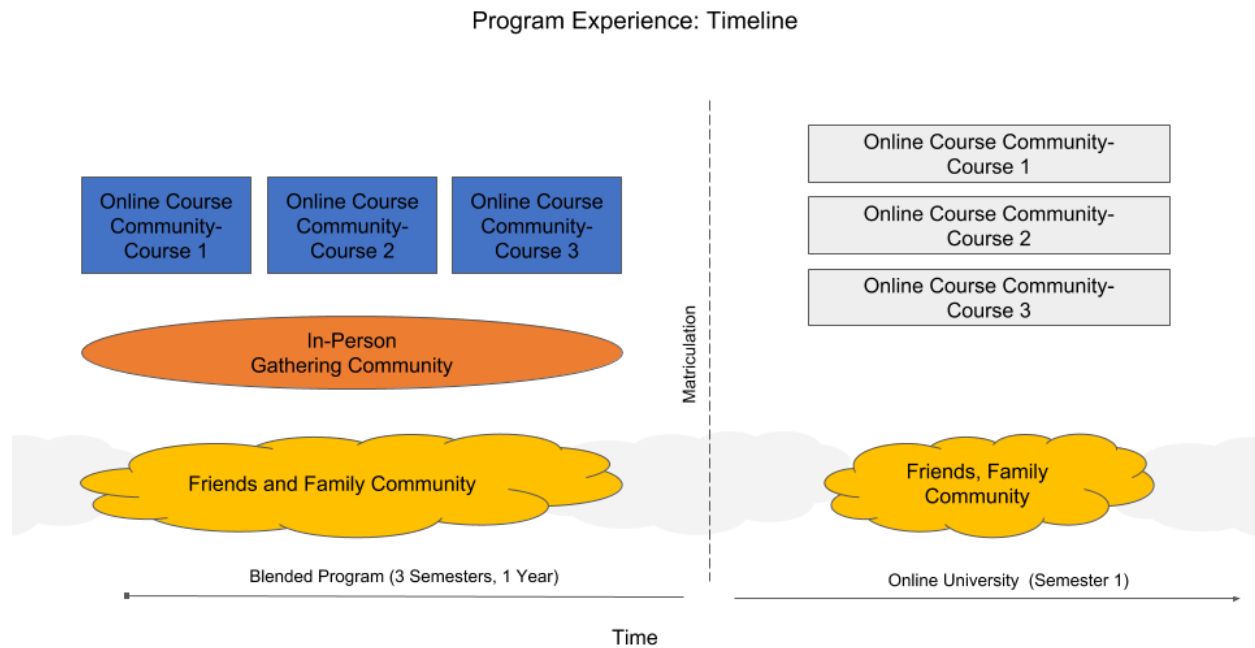 Program Experience: Timeline
Online Course
Community-
Course 1
Online Course
Community-
Course 2
Online Course
Community-
Course 3
In-Person
Gathering Community
Friends and Family Community
Blended Program (3 Semesters, 1 Year)
Matriculation
Online Course Community-
Course 1
Online Course Community-
Course 2
Online Course Community-
Course 3
Friends, Family
Community
Online University  (Semester 1)
Time